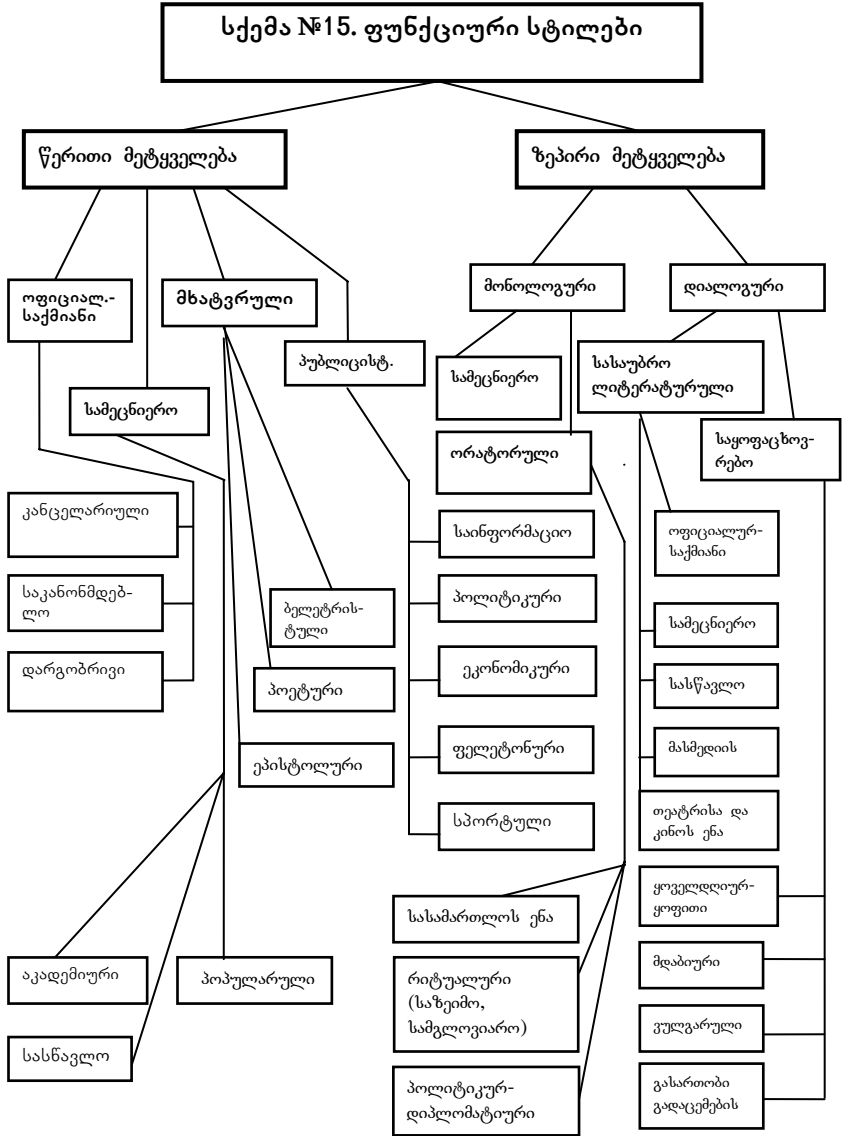 სქემა №15. ფუნქციური სტილები
წერითი მეტყველება
ზეპირი მეტყველება
ოფიციალ.-
საქმიანი
მხატვრული
მონოლოგური
დიალოგური
პუბლიცისტ.
სამეცნიერო
სამეცნიერო
სასაუბრო
ლიტერატურული
ორატორული
საყოფაცხოვ-
რებო
კანცელარიული
საკანონმდებ-
ლო
დარგობრივი
ბელეტრის-
ტული
პოეტური
ეპისტოლური
საინფორმაციო
პოლიტიკური
ეკონომიკური
ფელეტონური
სპორტული
ოფიციალურ-
საქმიანი
სამეცნიერო
სასწავლო
მასმედიის
თეატრისა და
კინოს ენა
ყოველდღიურ-
ყოფითი
მდაბიური
ვულგარული
გასართობი
გადაცემების
სასამართლოს ენა
რიტუალური
(საზეიმო,
სამგლოვიარო)
პოლიტიკურ-
დიპლომატიური
აკადემიური
პოპულარული
სასწავლო